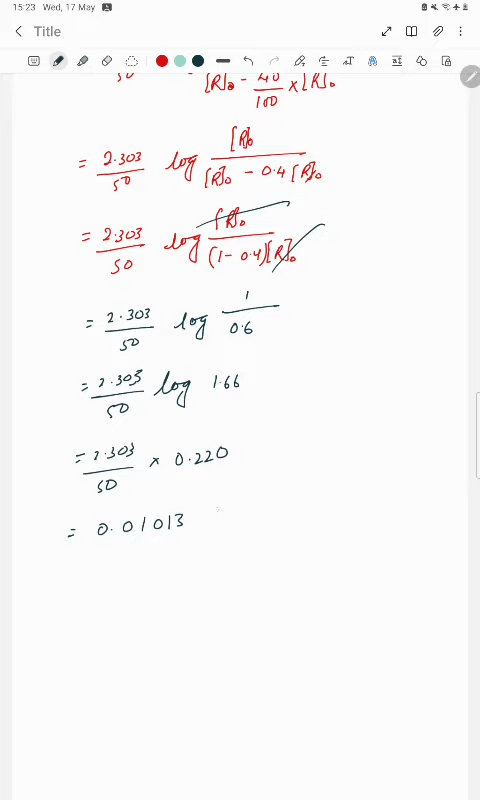 15:23 Wed, 17 May
Title
50 [R]₀ - 40/100 × [R]₀
= 2.303/50 log [R]₀/([R]₀ - 0.4 [R]₀)
= 2.303/50 log [R]₀/((1 - 0.4)[R]₀)
= 2.303/50 log 1/0.6
= 2.303/50 log 1.66
= 2.303/50 × 0.220
= 0.01013